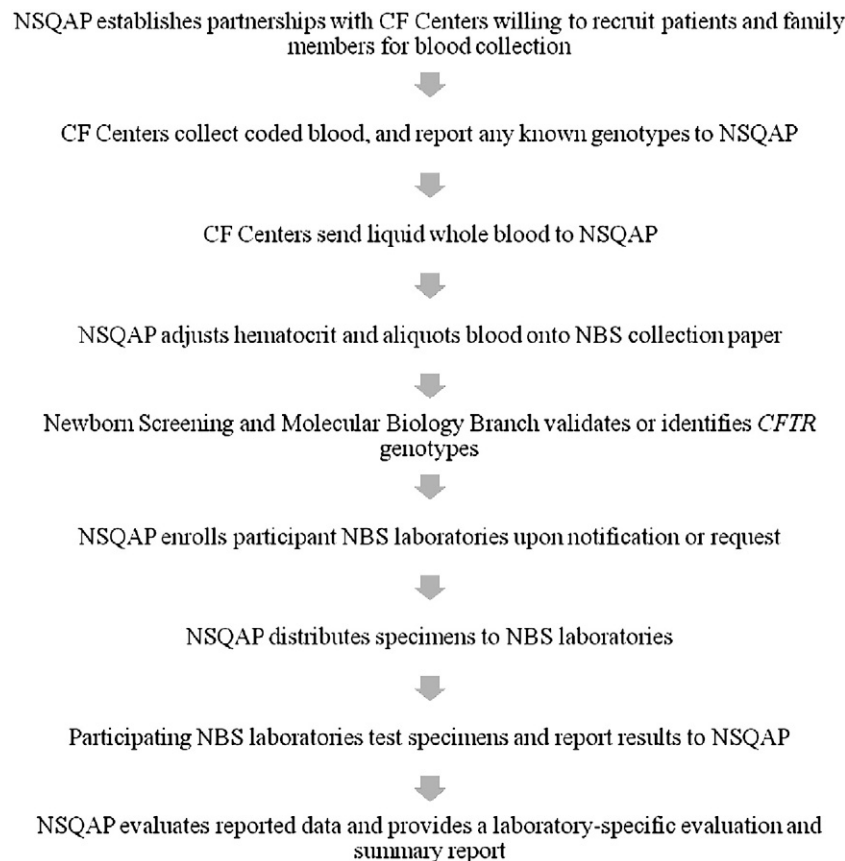 NSQAP establishes partnerships with CF Centers willing to recruit patients and family
members for blood collection
CF Centers collect coded blood, and report any known genotypes to NSQAP
CF Centers send liquid whole blood to NSQAP
NSQAP adjusts hematocrit and aliquots blood onto NBS collection paper
Newborn Screening and Molecular Biology Branch validates or identifies CFTR
genotypes
NSQAP enrolls participant NBS laboratories upon notification or request
NSQAP distributes specimens to NBS laboratories
Participating NBS laboratories test specimens and report results to NSQAP
NSQAP evaluates reported data and provides a laboratory-specific evaluation and
summary report